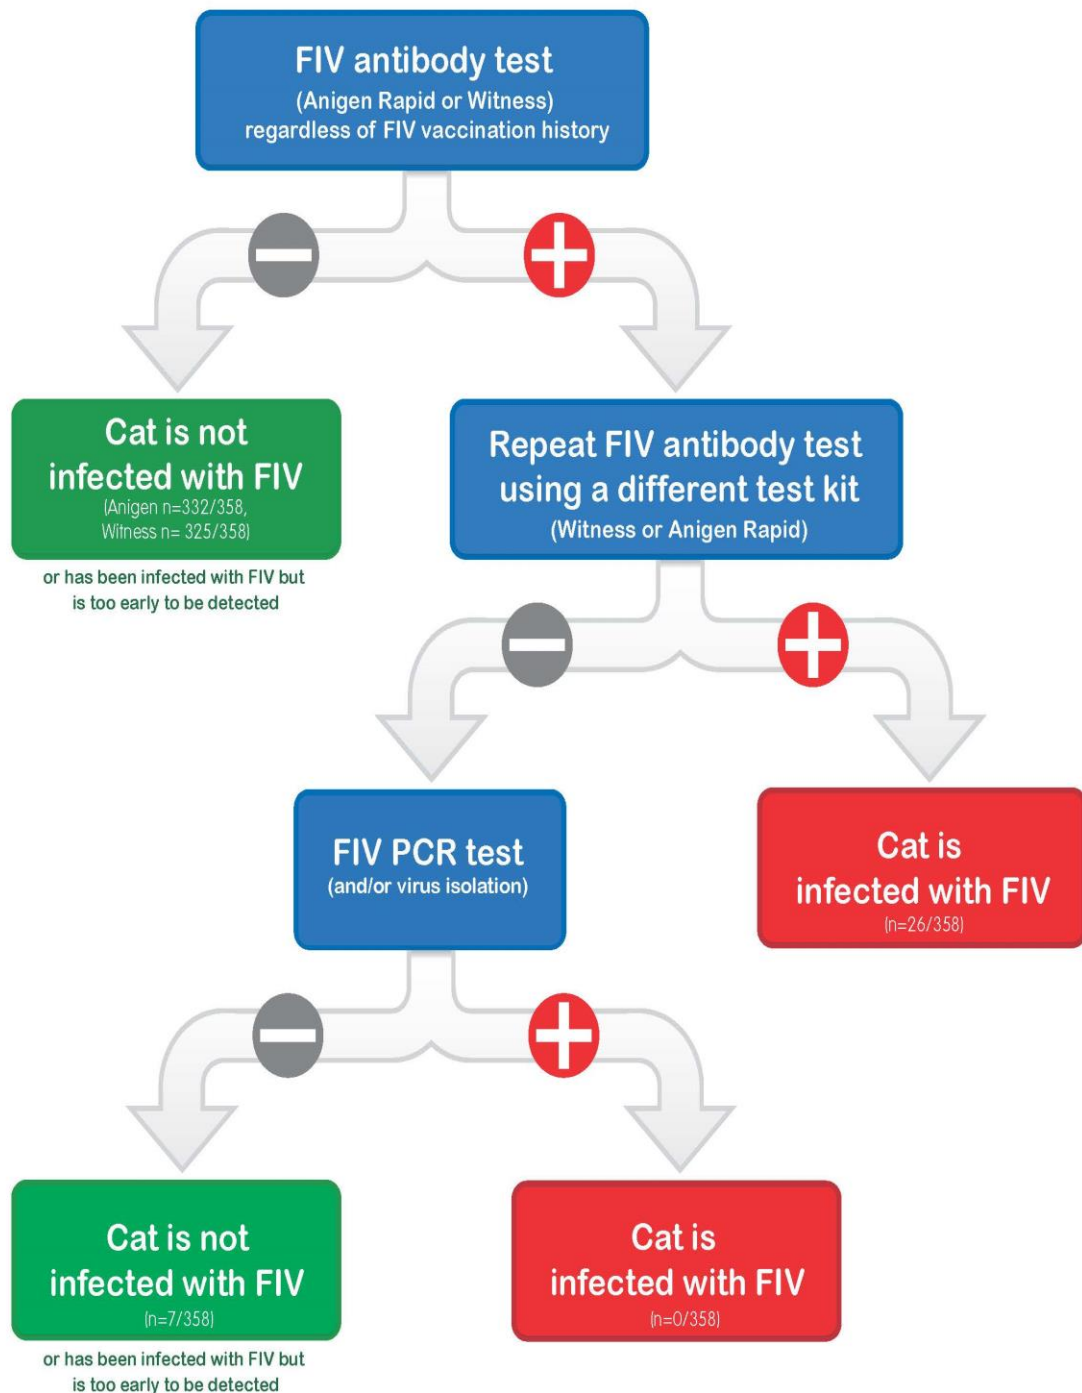 FIV antibody test
(Anigen Rapid or Witness)
regardless of FIV vaccination history
Cat is not
infected with FIV
(Anigen n=332/358,
Witness n= 325/358)
or has been infected with FIV but
is too early to be detected
Repeat FIV antibody test
using a different test kit
(Witness or Anigen Rapid)
FIV PCR test
(and/or virus isolation)
Cat is
infected with FIV
(n=26/358)
Cat is not
infected with FIV
(n=7/358)
or has been infected with FIV but
is too early to be detected
Cat is
infected with FIV
(n=0/358)